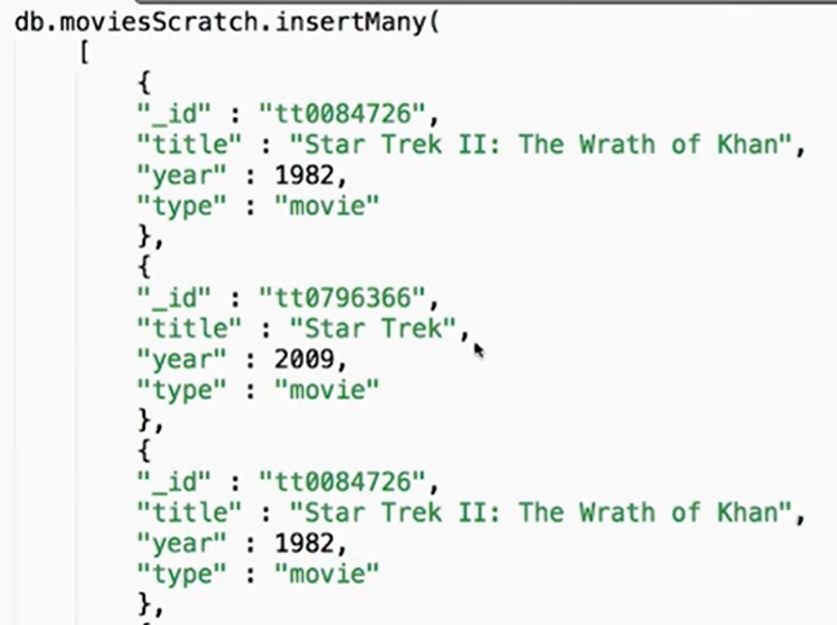 db.moviesScratch.insertMany(
[
{
"_id" : "tt0084726",
"title" : "Star Trek II: The Wrath of Khan",
"year" : 1982,
"type" : "movie"
},
{
"_id" : "tt0796366",
"title" : "Star Trek",
"year" : 2009,
"type" : "movie"
},
{
"_id" : "tt0084726",
"title" : "Star Trek II: The Wrath of Khan",
"year" : 1982,
"type" : "movie"
},